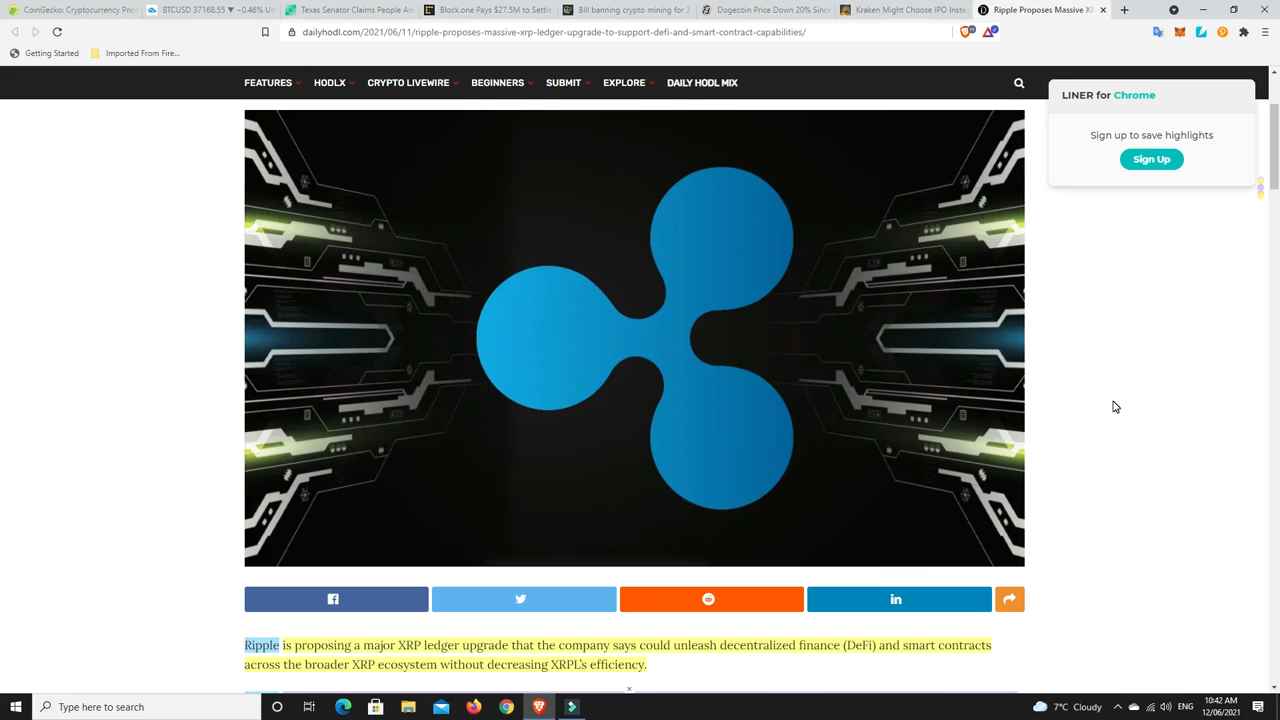 CoinGecko: Cryptocurrency Price
BTCUSD 37168.55 ▼ −0.46% Un
Texas Senator Claims People Are
Block.one Pays $27.5M to Settle
Bill banning crypto mining for 3
Dogecoin Price Down 20% Since
Kraken Might Choose IPO Instea
Ripple Proposes Massive XR
dailyhodl.com/2021/06/11/ripple-proposes-massive-xrp-ledger-upgrade-to-support-defi-and-smart-contract-capabilities/
Getting Started
Imported From Fire...
FEATURES HODLX CRYPTO LIVEWIRE BEGINNERS SUBMIT EXPLORE DAILY HODL MIX
LINER for Chrome
Sign up to save highlights
Sign Up
Ripple is proposing a major XRP ledger upgrade that the company says could unleash decentralized finance (DeFi) and smart contracts
across the broader XRP ecosystem without decreasing XRPL's efficiency.
Type here to search
7°C Cloudy
ENG
10:42 AM
12/06/2021